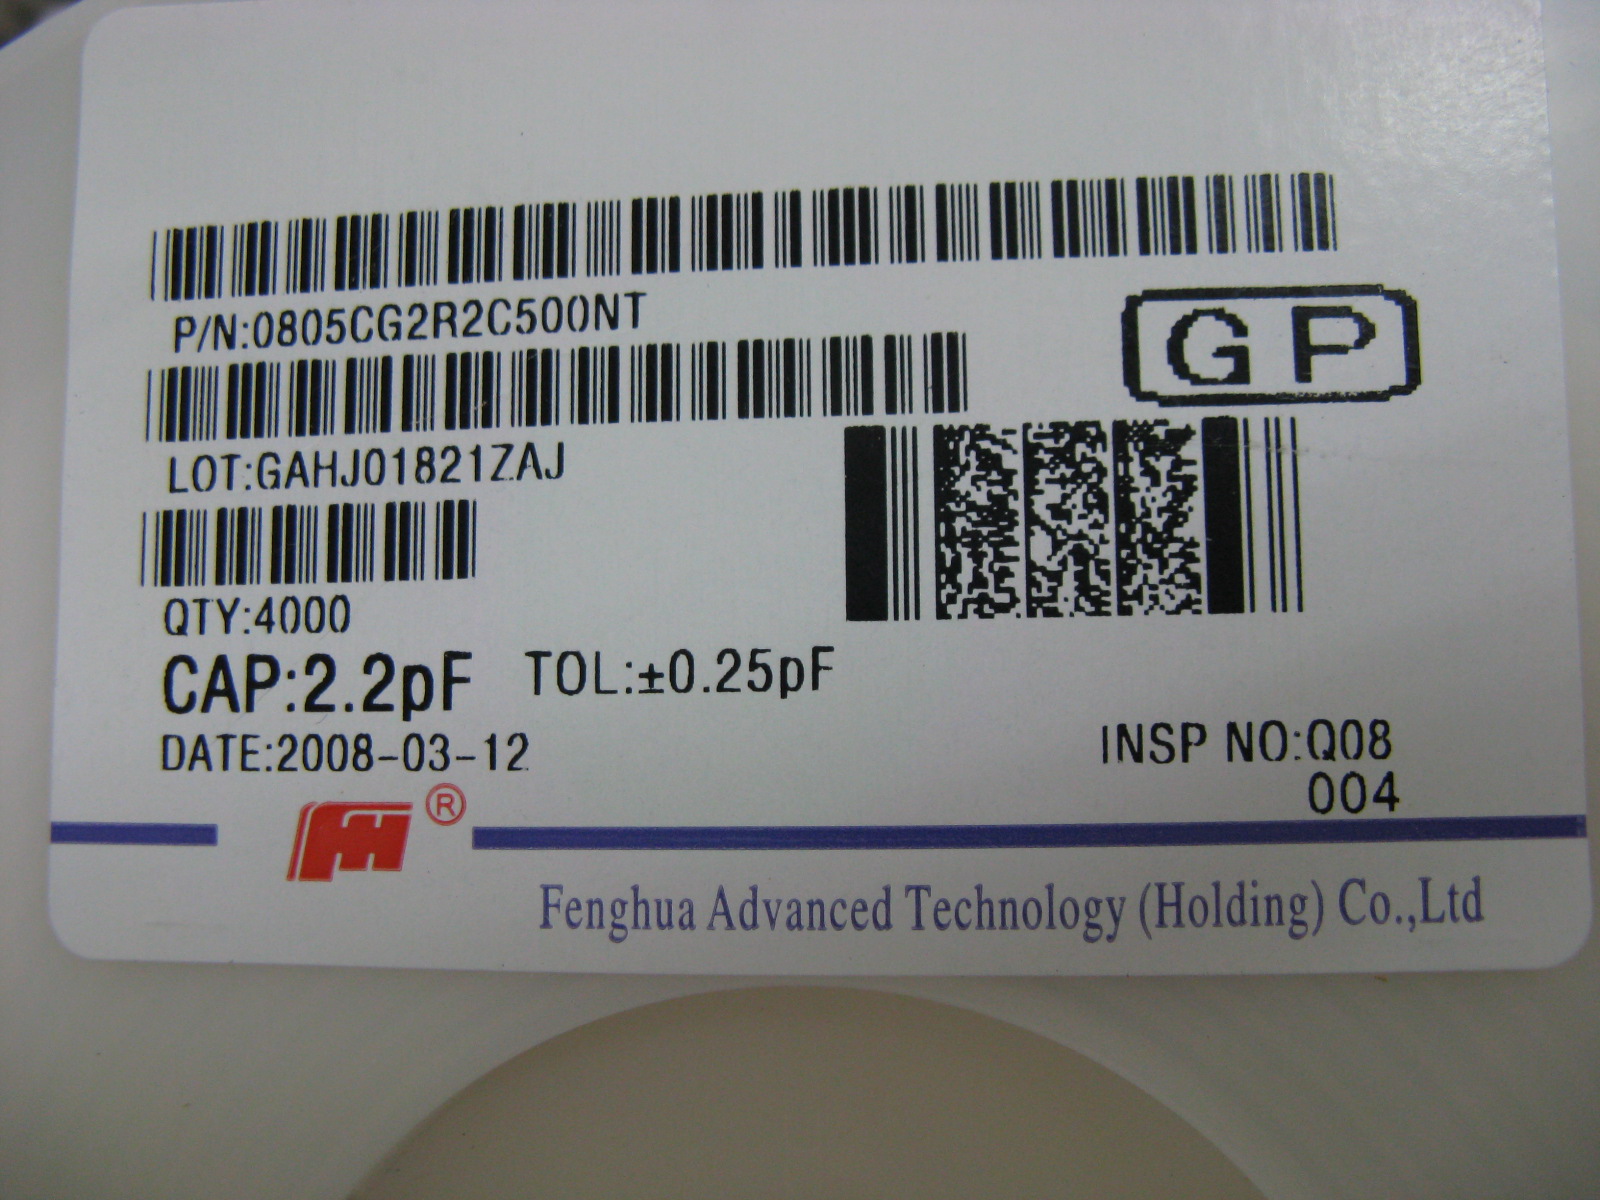 P/N:0805CG2R2C500NT
GP
LOT:GAHJ01821ZAJ
QTY:4000
CAP:2.2pF TOL:±0.25pF
DATE:2008-03-12
INSP NO:Q08
004
®
Fenghua Advanced Technology (Holding) Co.,Ltd